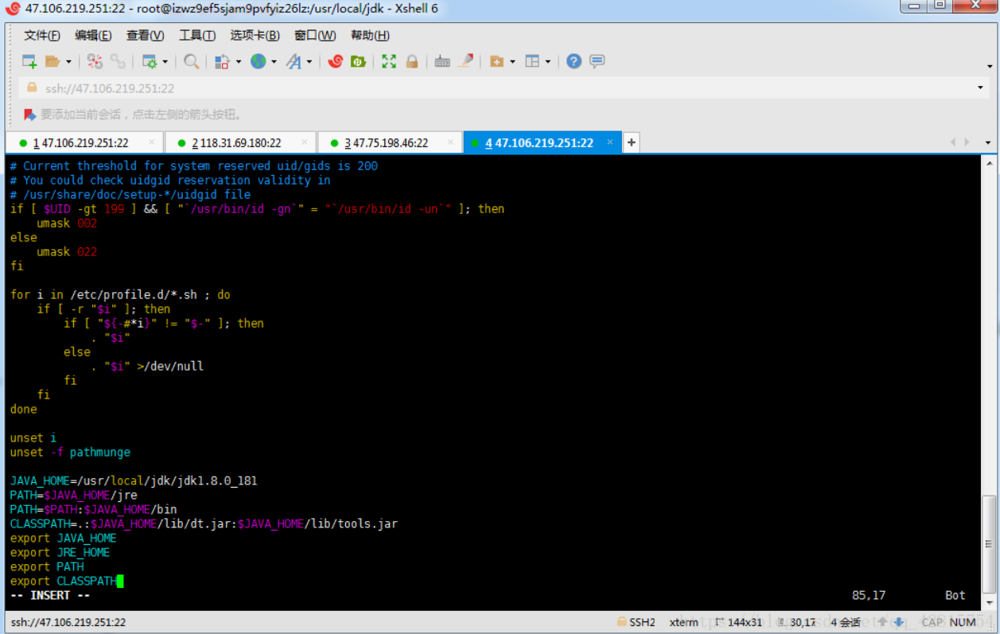 47.106.219.251:22 - root@izwz9ef5sjam9pvfyiz26lz:/usr/local/jdk - Xshell 6
文件(F) 编辑(E) 查看(V) 工具(T) 选项卡(B) 窗口(W) 帮助(H)
ssh://47.106.219.251:22
要添加当前会话，点击左侧的箭头按钮。
1 47.106.219.251:22 × 2 118.31.69.180:22 × 3 47.75.198.46:22 × 4 47.106.219.251:22 × +
# Current threshold for system reserved uid/gids is 200
# You could check uidgid reservation validity in
# /usr/share/doc/setup-*/uidgid file
if [ $UID -gt 199 ] && [ "`/usr/bin/id -gn`" = "`/usr/bin/id -un`" ]; then
    umask 002
else
    umask 022
fi
for i in /etc/profile.d/*.sh ; do
    if [ -r "$i" ]; then
        if [ "${-#*i}" != "$-" ]; then
            . "$i"
        else
            . "$i" >/dev/null
        fi
    fi
done
unset i
unset -f pathmunge
JAVA_HOME=/usr/local/jdk/jdk1.8.0_181
PATH=$JAVA_HOME/jre
PATH=$PATH:$JAVA_HOME/bin
CLASSPATH=.:$JAVA_HOME/lib/dt.jar:$JAVA_HOME/lib/tools.jar
export JAVA_HOME
export JRE_HOME
export PATH
export CLASSPATH
-- INSERT -- 85,17 Bot
ssh://47.106.219.251:22 SSH2 xterm 144x31 30,17 4 会话 CAP NUM